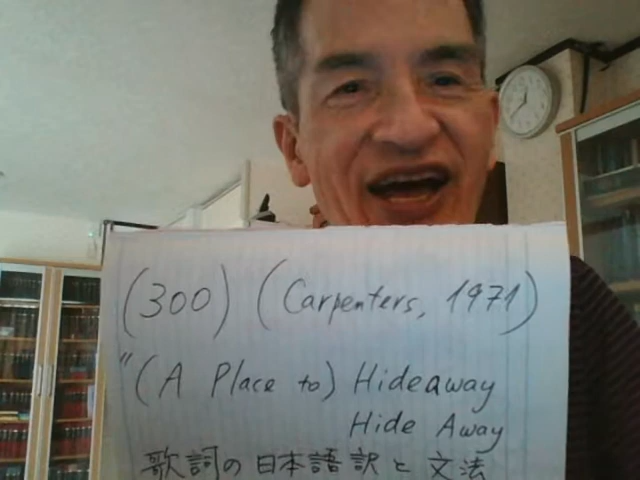 (300) (Carpenters, 1971)
"(A Place to) Hideaway
Hide Away
歌詞の日本語訳と文法